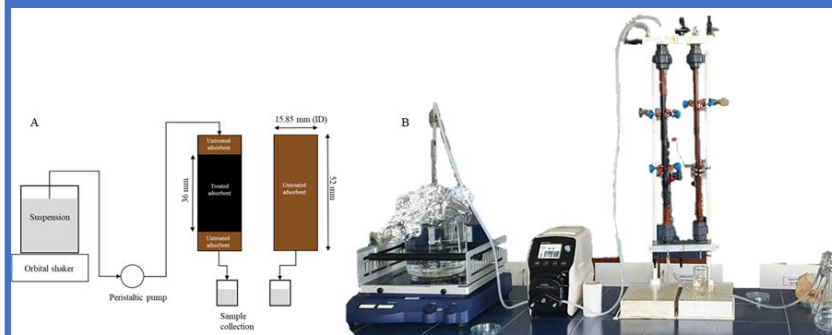 A
Suspension
Orbital shaker
Peristaltic pump
Untreated
adsorbent
36 mm
Treated
adsorbent
Untreated
adsorbent
Sample
collection
15.85 mm (ID)
Untreated
adsorbent
52 mm
B